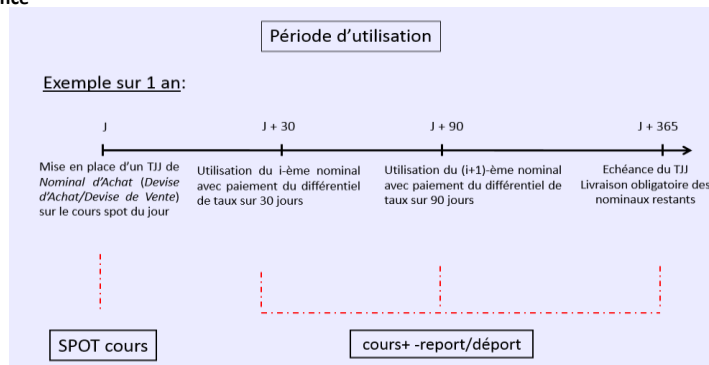 nce
Période d'utilisation
Exemple sur 1 an:
J
J + 30
J + 90
J + 365
Mise en place d'un TJJ de
Nominal d'Achat (Devise
d'Achat/Devise de Vente)
sur le cours spot du jour
Utilisation du i-ème nominal
avec paiement du différentiel
de taux sur 30 jours
Utilisation du (i+1)-ème nominal
avec paiement du différentiel de
taux sur 90 jours
Echéance du TJJ
Livraison obligatoire des
nominaux restants
SPOT cours
cours+ -report/déport